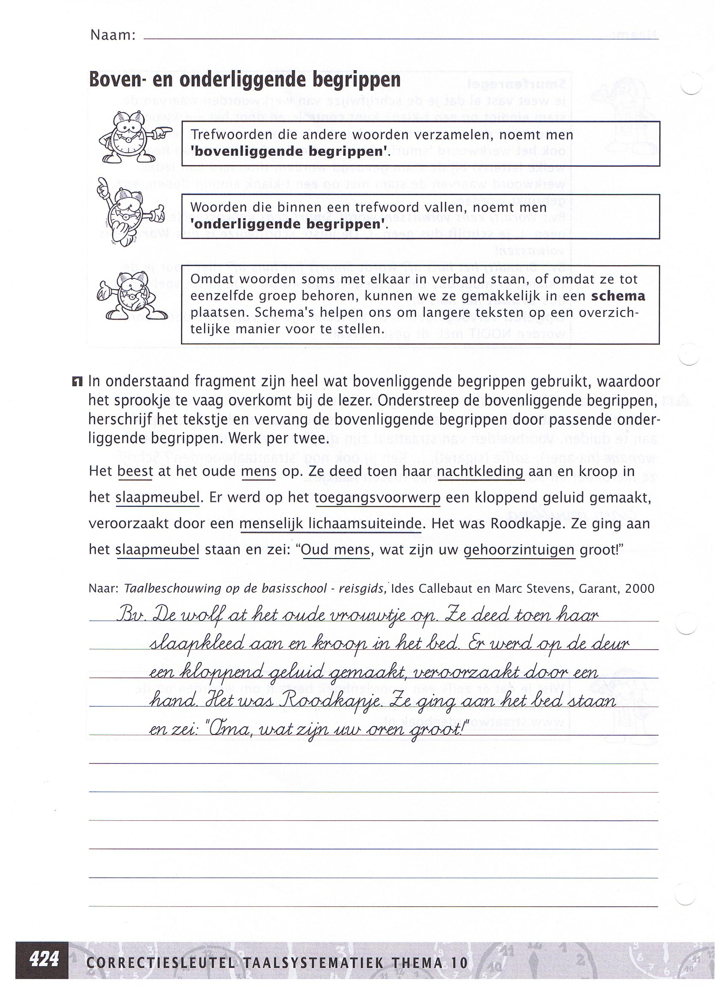 Naam:
Boven- en onderliggende begrippen
Trefwoorden die andere woorden verzamelen, noemt men
'bovenliggende begrippen'.
Woorden die binnen een trefwoord vallen, noemt men
'onderliggende begrippen'.
Omdat woorden soms met elkaar in verband staan, of omdat ze tot
eenzelfde groep behoren, kunnen we ze gemakkelijk in een schema
plaatsen. Schema's helpen ons om langere teksten op een overzich-
telijke manier voor te stellen.
1 In onderstaand fragment zijn heel wat bovenliggende begrippen gebruikt, waardoor
het sprookje te vaag overkomt bij de lezer. Onderstreep de bovenliggende begrippen,
herschrijf het tekstje en vervang de bovenliggende begrippen door passende onder-
liggende begrippen. Werk per twee.
Het beest at het oude mens op. Ze deed toen haar nachtkleding aan en kroop in
het slaapmeubel. Er werd op het toegangsvoorwerp een kloppend geluid gemaakt,
veroorzaakt door een menselijk lichaamsuiteinde. Het was Roodkapje. Ze ging aan
het slaapmeubel staan en zei: “Oud mens, wat zijn uw gehoorzintuigen groot!”
Naar: Taalbeschouwing op de basisschool - reisgids, Ides Callebaut en Marc Stevens, Garant, 2000
Bv. De wolf at het oude vrouwtje op. Ze deed toen haar
slaapkleed aan en kroop in het bed. Er werd op de deur
een kloppend geluid gemaakt, veroorzaakt door een
hand. Het was Roodkapje. Ze ging aan het bed staan
en zei: "Oma, wat zijn uw oren groot!"
424 CORRECTIESLEUTEL TAALSYSTEMATIEK THEMA 10